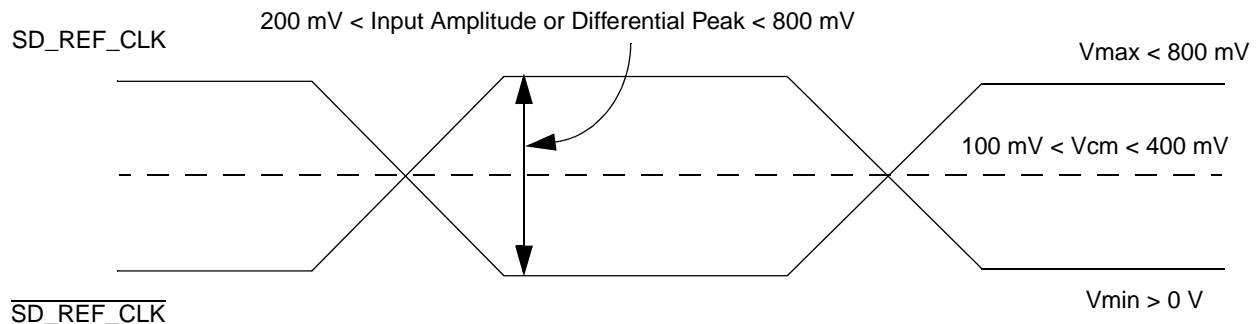 200 mV < Input Amplitude or Differential Peak < 800 mV
SD_REF_CLK
Vmax < 800 mV
100 mV < Vcm < 400 mV
Vmin > 0 V
SD_REF_CLK